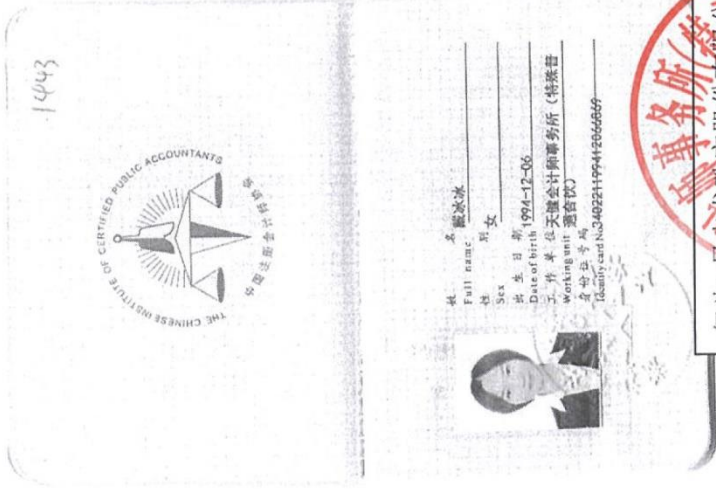 1443
THE CHINESE INSTITUTE OF CERTIFIED PUBLIC ACCOUNTANTS
中国注册会计师协会
姓 名 戴冰冰
Full name
性 别 女
Sex
出 生 日 期 1994-12-06
Date of birth
工 作 单 位 天健会计师事务所（特殊普
Working unit 通合伙）
身份证号码
Identity card No. 340221199412066869
事务所(特殊